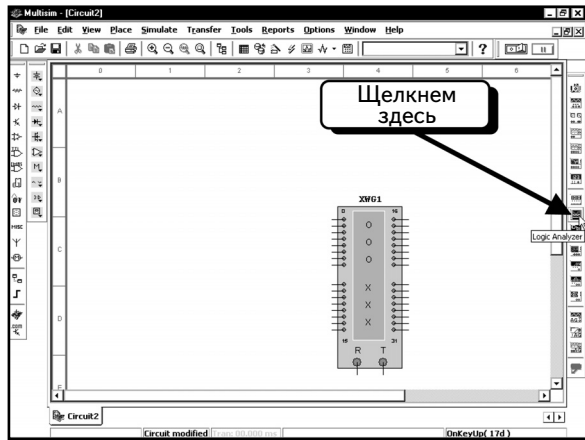 Multisim - [Circuit2]
File Edit View Place Simulate Transfer Tools Reports Options Window Help
0 1 2 3 4 5 6
Щелкнем
здесь
A
B
C
D
E
XWG1
0 16
O
O
O
X
X
X
15 31
R T
Logic Analyzer
MISC
Circuit2
Circuit modified Tran: 00.000 ms OnKeyUp( 17d )